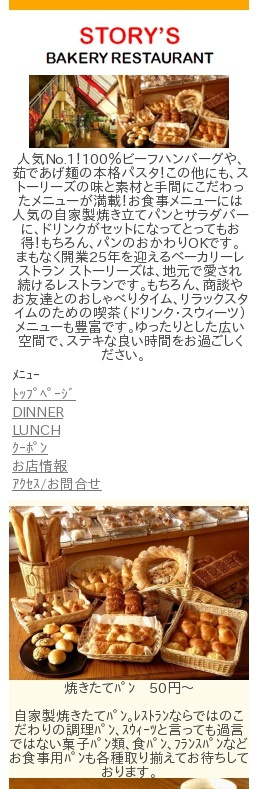 STORY'S
BAKERY RESTAURANT
人気No.1!100%ビーフハンバーグや、
茹であげ麺の本格パスタ!この他にも、ス
トーリーズの味と素材と手間にこだわっ
たメニューが満載!お食事メニューには
人気の自家製焼き立てパンとサラダバー
に、ドリンクがセットになってとってもお
得!もちろん、パンのおかわりOKです。
まもなく開業25年を迎えるベーカリーレ
ストラン ストーリーズは、地元で愛され
続けるレストランです。もちろん、商談や
お友達とのおしゃべりタイム、リラックスタ
イムのための喫茶(ドリンク・スウィーツ)
メニューも豊富です。ゆったりとした広い
空間で、ステキな良い時間をお過ごしく
ださい。
ﾒﾆｭｰ
ﾄｯﾌﾟﾍﾟｰｼﾞ
DINNER
LUNCH
ｸｰﾎﾟﾝ
お店情報
ｱｸｾｽ/お問合せ
焼きたてﾊﾟﾝ　50円～
自家製焼きたてﾊﾟﾝ｡ﾚｽﾄﾗﾝならではのこ
だわりの調理ﾊﾟﾝ､ｽｳｨｰﾂと言っても過言
ではない菓子ﾊﾟﾝ類､食ﾊﾟﾝ､ﾌﾗﾝｽﾊﾟﾝなど
お食事用ﾊﾟﾝも各種取り揃えてお待ちして
おります。